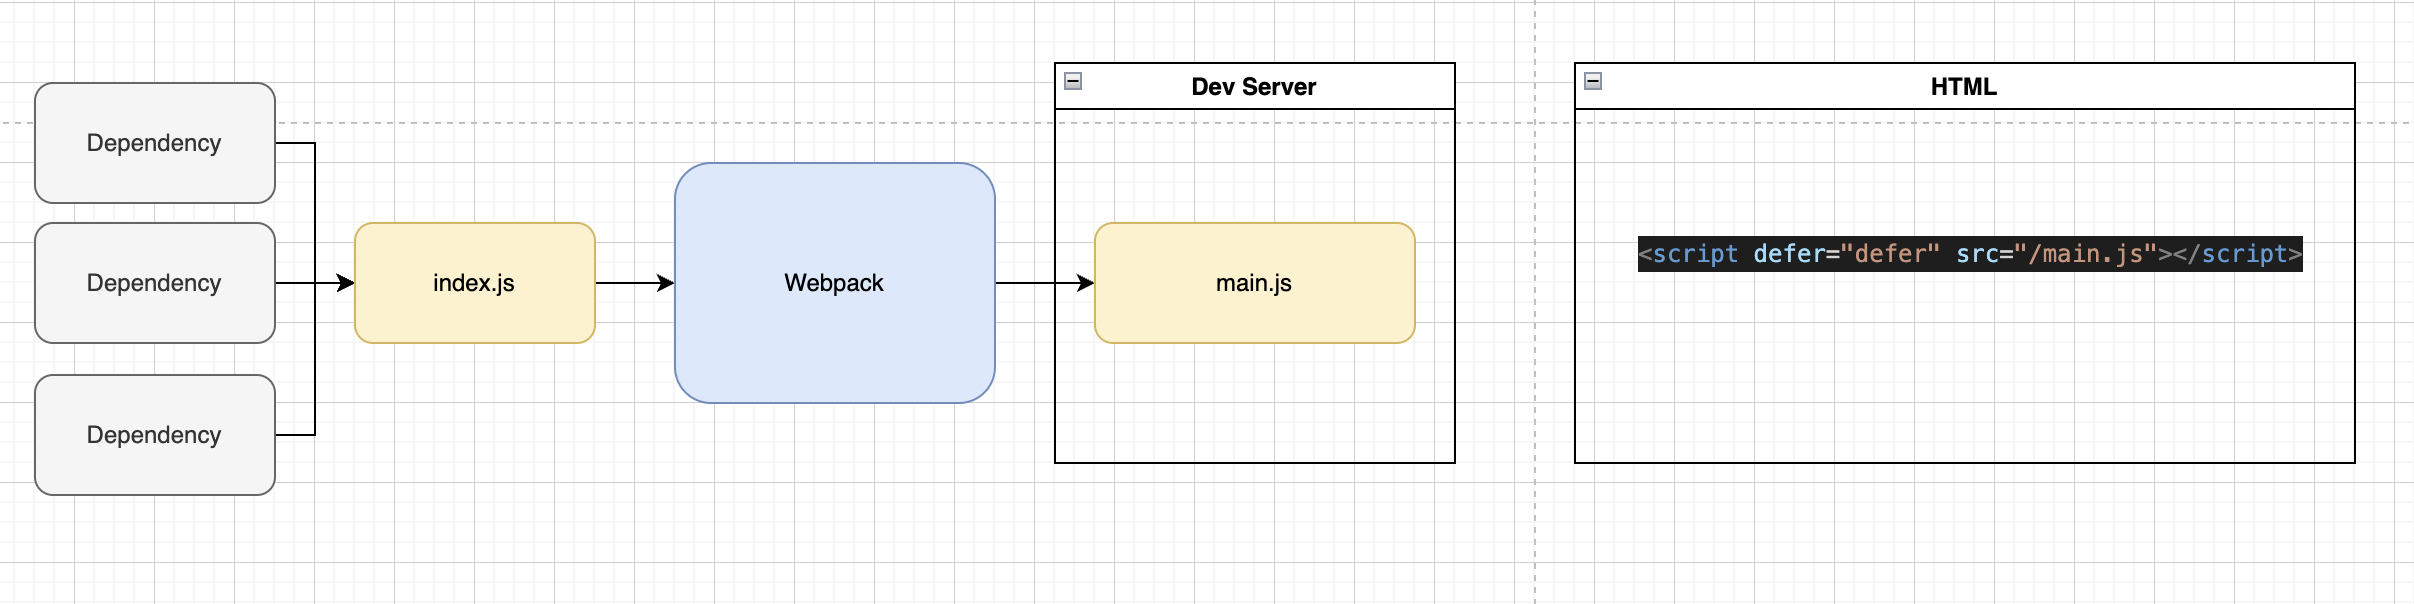 Dependency
Dependency
Dependency
index.js
Webpack
Dev Server
main.js
HTML
<script defer="defer" src="/main.js"></script>